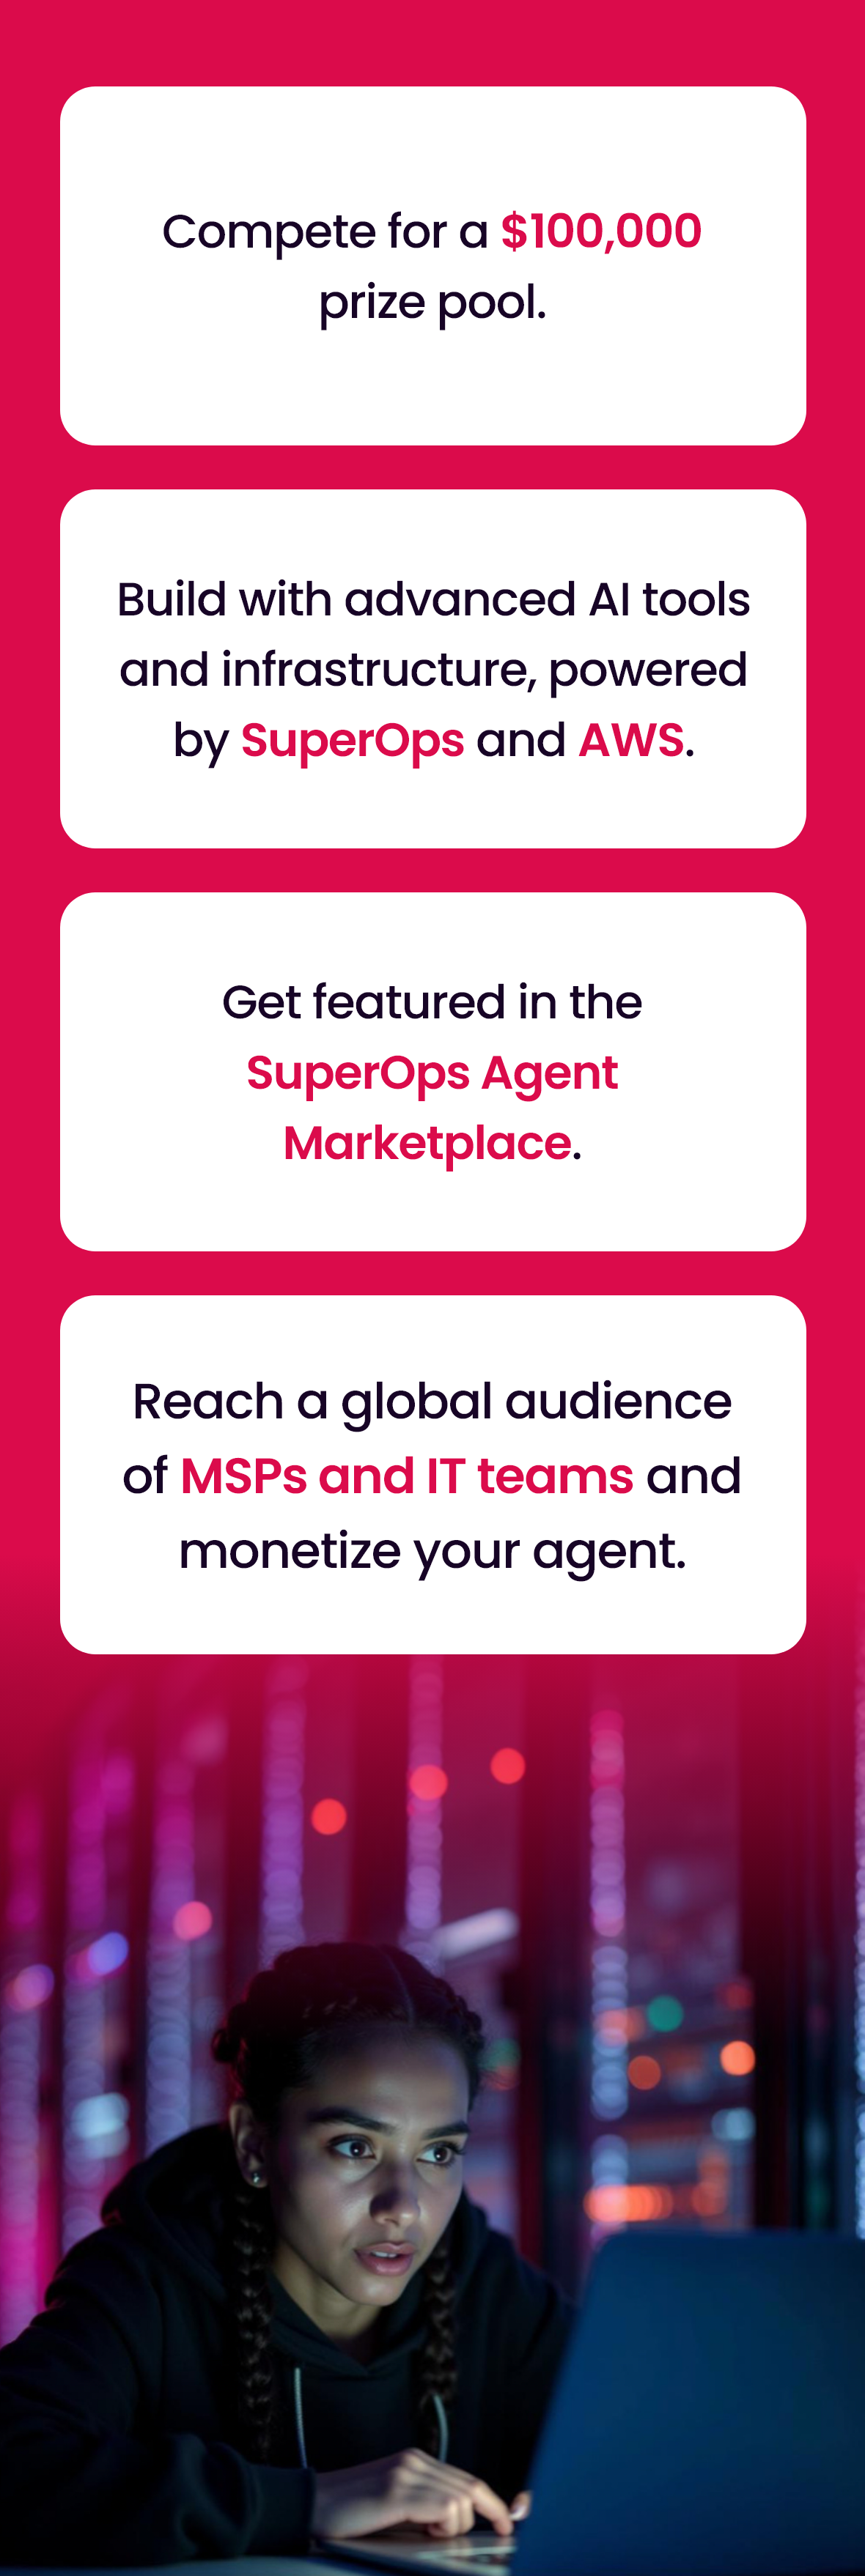 Compete for a $100,000
prize pool.
Build with advanced AI tools
and infrastructure, powered
by SuperOps and AWS.
Get featured in the
SuperOps Agent
Marketplace.
Reach a global audience
of MSPs and IT teams and
monetize your agent.